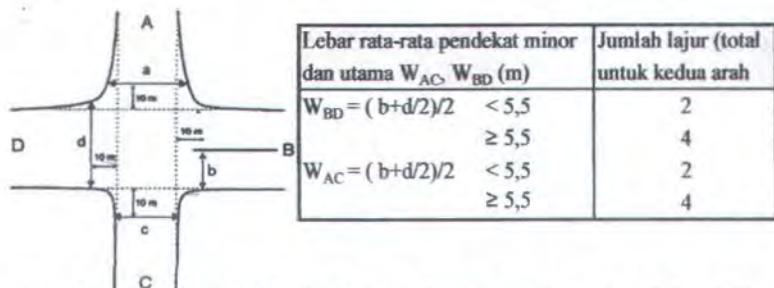 A
a
10 m
D
d
10 m
10 m
B
b
10 m
c
C
Lebar rata-rata pendekat minor
dan utama W_AC, W_BD (m)
Jumlah lajur (total
untuk kedua arah
W_BD = ( b+d/2)/2 < 5,5 2
≥ 5,5 4
W_AC = ( b+d/2)/2 < 5,5 2
≥ 5,5 4